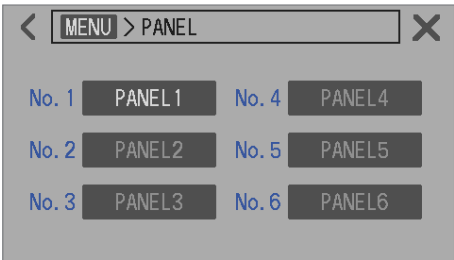 < MENU > PANEL
No. 1 PANEL1 No. 4 PANEL4
No. 2 PANEL2 No. 5 PANEL5
No. 3 PANEL3 No. 6 PANEL6